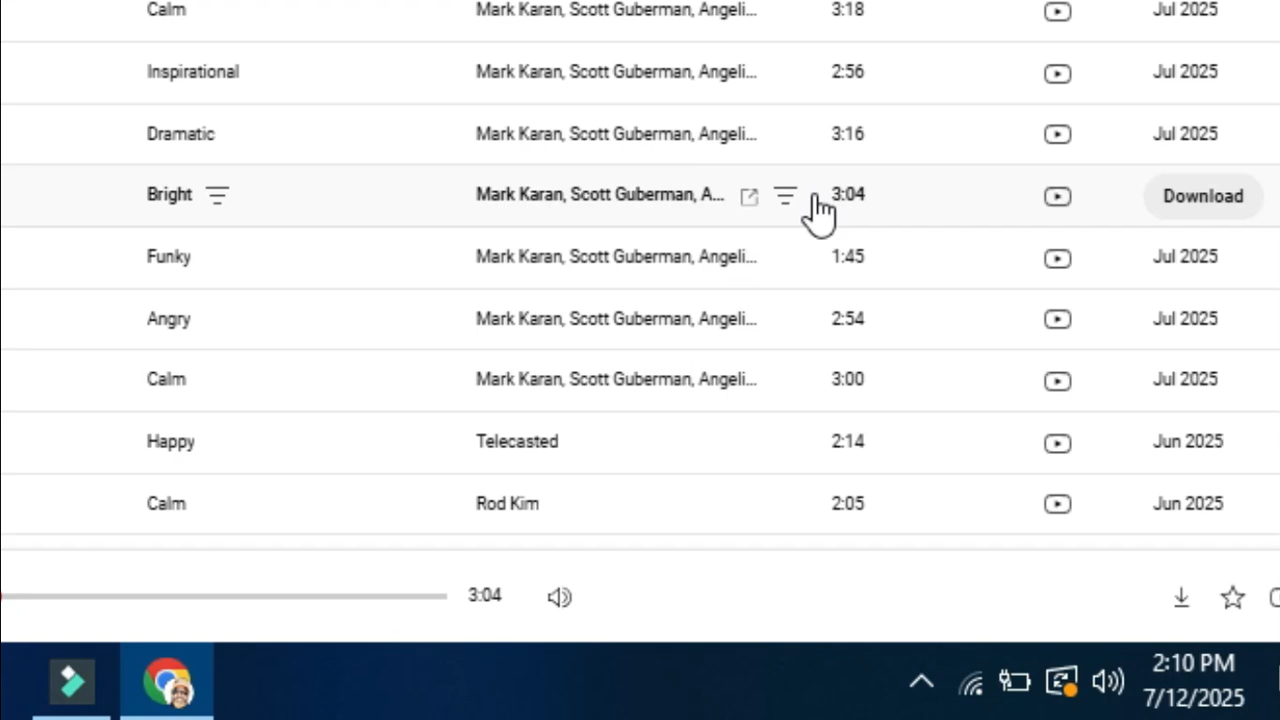 Calm Mark Karan, Scott Guberman, Angeli... 3:18 Jul 2025
Inspirational Mark Karan, Scott Guberman, Angeli... 2:56 Jul 2025
Dramatic Mark Karan, Scott Guberman, Angeli... 3:16 Jul 2025
Bright Mark Karan, Scott Guberman, A... 3:04 Download
Funky Mark Karan, Scott Guberman, Angeli... 1:45 Jul 2025
Angry Mark Karan, Scott Guberman, Angeli... 2:54 Jul 2025
Calm Mark Karan, Scott Guberman, Angeli... 3:00 Jul 2025
Happy Telecasted 2:14 Jun 2025
Calm Rod Kim 2:05 Jun 2025
3:04
2:10 PM
7/12/2025